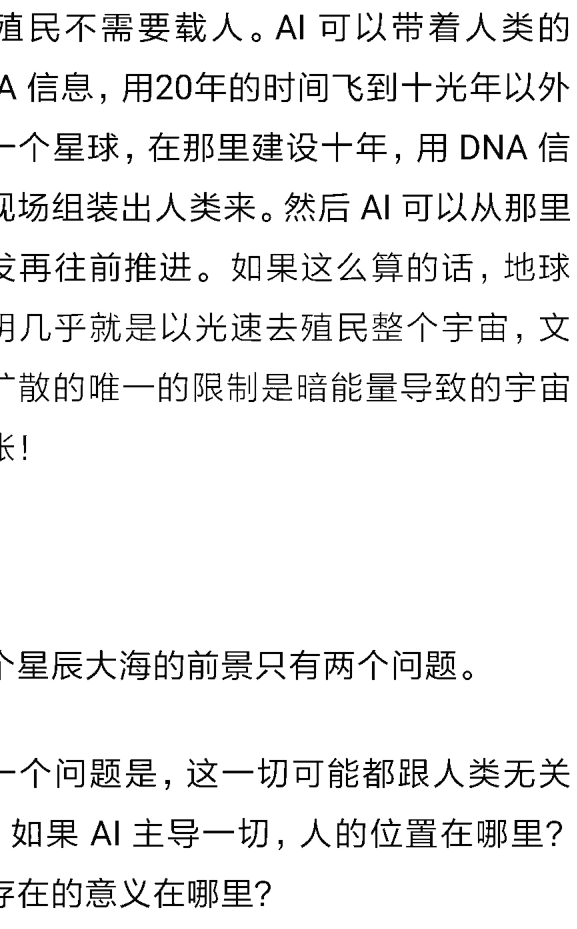 殖民不需要载人。AI 可以带着人类的
A 信息，用20年的时间飞到十光年以外
一个星球，在那里建设十年，用 DNA 信
现场组装出人类来。然后 AI 可以从那里
发再往前推进。如果这么算的话，地球
明几乎就是以光速去殖民整个宇宙，文
扩散的唯一的限制是暗能量导致的宇宙
胀！
个星辰大海的前景只有两个问题。
一个问题是，这一切可能都跟人类无关
如果 AI 主导一切，人的位置在哪里？
存在的意义在哪里？